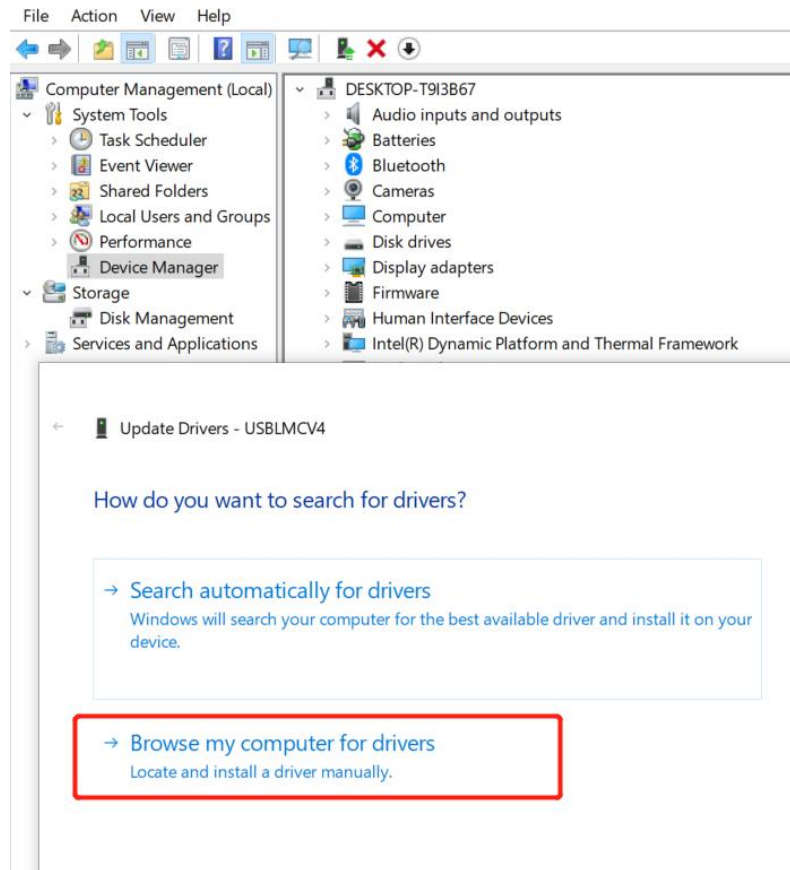 File Action View Help
Computer Management (Local)
System Tools
Task Scheduler
Event Viewer
Shared Folders
Local Users and Groups
Performance
Device Manager
Storage
Disk Management
Services and Applications
DESKTOP-T9I3B67
Audio inputs and outputs
Batteries
Bluetooth
Cameras
Computer
Disk drives
Display adapters
Firmware
Human Interface Devices
Intel(R) Dynamic Platform and Thermal Framework
Update Drivers - USBLMCV4
How do you want to search for drivers?
Search automatically for drivers
Windows will search your computer for the best available driver and install it on your
device.
Browse my computer for drivers
Locate and install a driver manually.